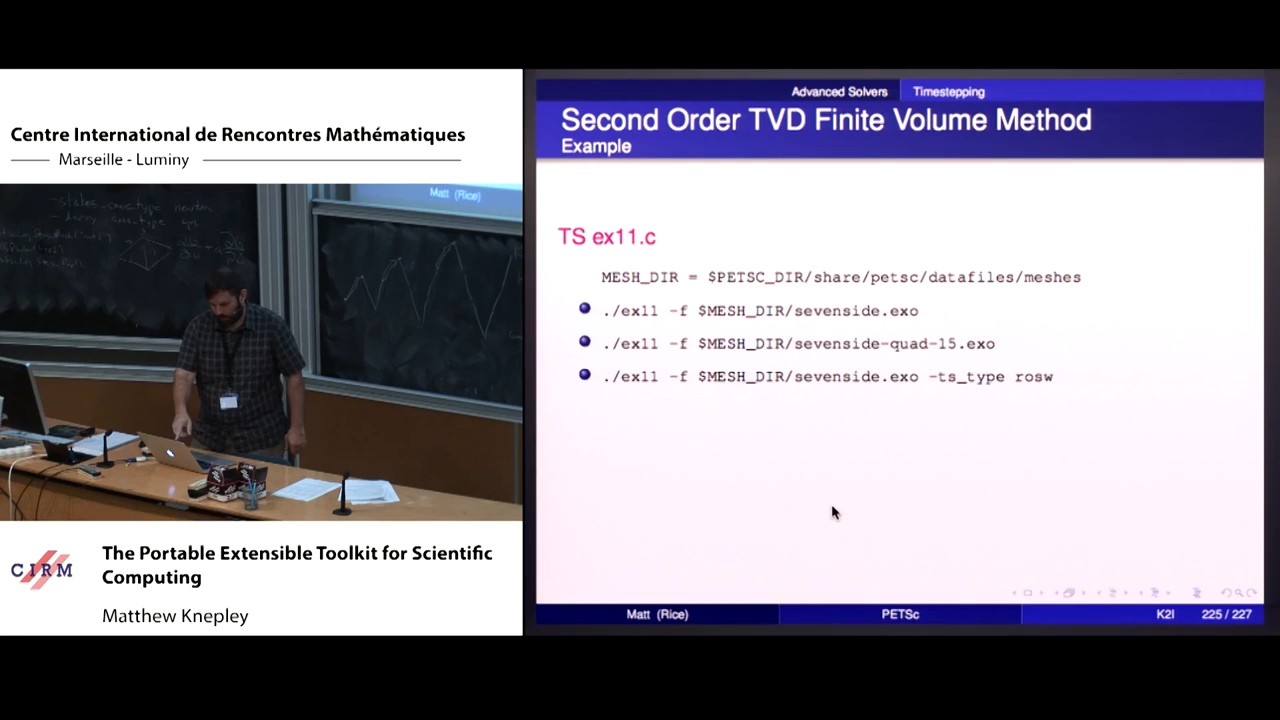 Centre International de Rencontres Mathématiques
Marseille - Luminy
Matt (Rice)
The Portable Extensible Toolkit for Scientific
Computing
Matthew Knepley
CIRM
Advanced Solvers
Timestepping
Second Order TVD Finite Volume Method
Example
TS ex11.c
MESH_DIR = $PETSC_DIR/share/petsc/datafiles/meshes
./ex11 -f $MESH_DIR/sevenside.exo
./ex11 -f $MESH_DIR/sevenside-quad-15.exo
./ex11 -f $MESH_DIR/sevenside.exo -ts_type rosw
Matt (Rice)
PETSc
K2I
225 / 227